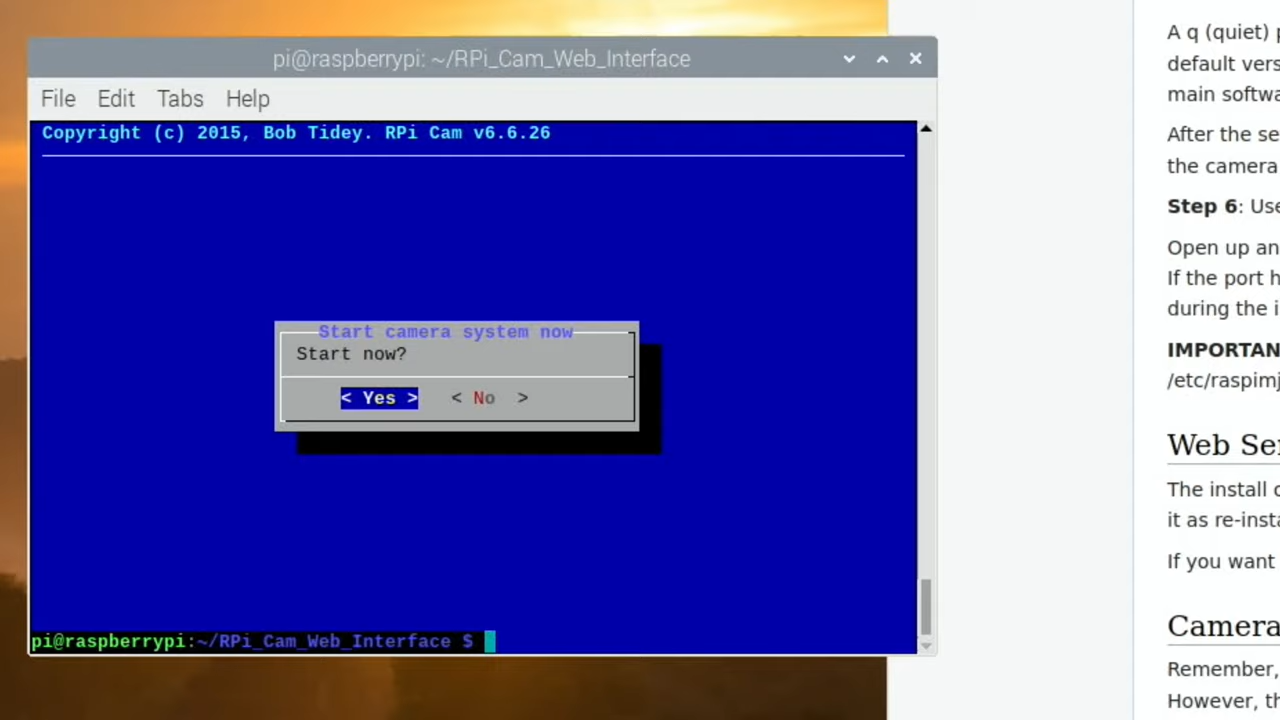 pi@raspberrypi: ~/RPi_Cam_Web_Interface
File Edit Tabs Help
Copyright (c) 2015, Bob Tidey. RPi Cam v6.6.26
Start camera system now
Start now?
< Yes > < No >
pi@raspberrypi:~/RPi_Cam_Web_Interface $
A q (quiet)
default vers
main softwa
After the se
the camera
Step 6: Use
Open up an
If the port h
during the i
IMPORTAN
/etc/raspimj
Web Ser
The install
it as re-insta
If you want
Camera
Remember,
However, th